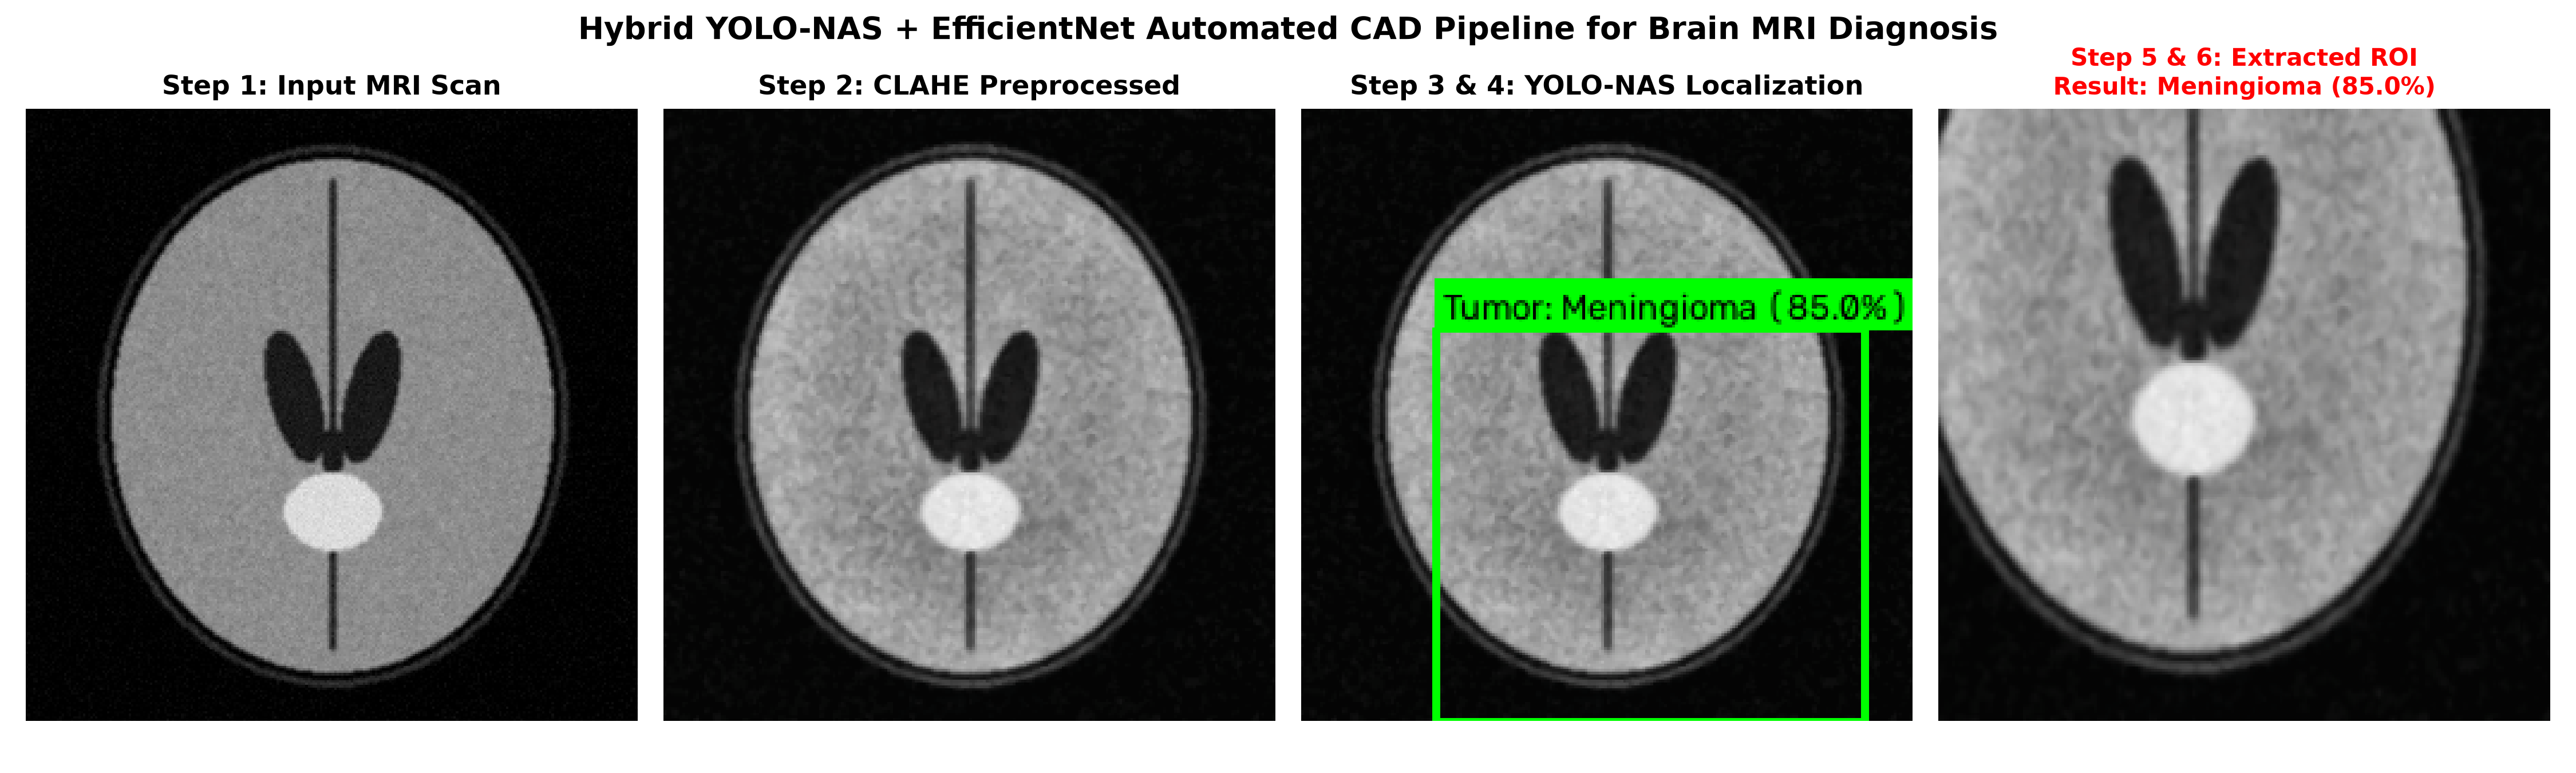 Hybrid YOLO-NAS + EfficientNet Automated CAD Pipeline for Brain MRI Diagnosis
Step 1: Input MRI Scan
Step 2: CLAHE Preprocessed
Step 3 & 4: YOLO-NAS Localization
Step 5 & 6: Extracted ROI
Result: Meningioma (85.0%)
Tumor: Meningioma (85.0%)